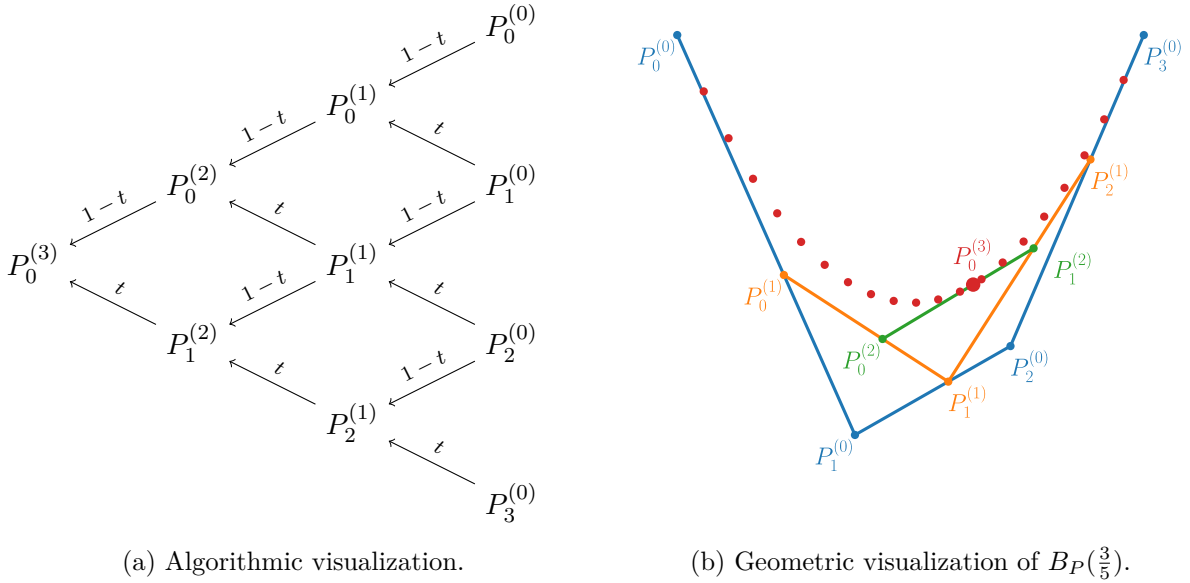 P_0^{(0)}
1 − t
P_0^{(1)}
1 − t
t
P_0^{(2)}
P_1^{(0)}
1 − t
t
1 − t
P_0^{(3)}
P_1^{(1)}
t
1 − t
t
P_1^{(2)}
P_2^{(0)}
t
1 − t
P_2^{(1)}
t
P_3^{(0)}
(a) Algorithmic visualization.
P_0^{(0)}
P_3^{(0)}
P_2^{(1)}
P_0^{(3)}
P_1^{(2)}
P_0^{(1)}
P_0^{(2)}
P_2^{(0)}
P_1^{(1)}
P_1^{(0)}
(b) Geometric visualization of B_P(\frac{3}{5}).